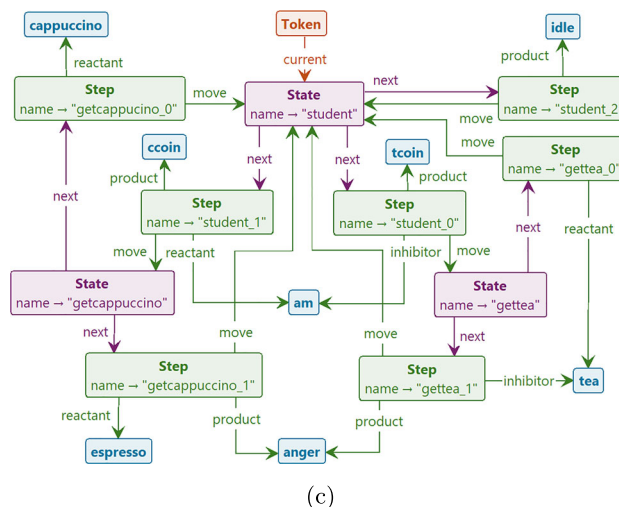 cappuccino
Token
idle
reactant
current
product
Step
name → "getcappucino_0"
move
State
name → "student"
next
Step
name → "student_2
move
ccoin
next
next
tcoin
move
Step
name → "gettea_0"
next
product
product
Step
name → "student_1"
Step
name → "student_0"
next
reactant
move
reactant
inhibitor
move
State
name → "getcappuccino"
am
State
name → "gettea"
next
move
move
next
Step
name → "getcappuccino_1"
Step
name → "gettea_1"
inhibitor
tea
reactant
product
product
espresso
anger
(c)